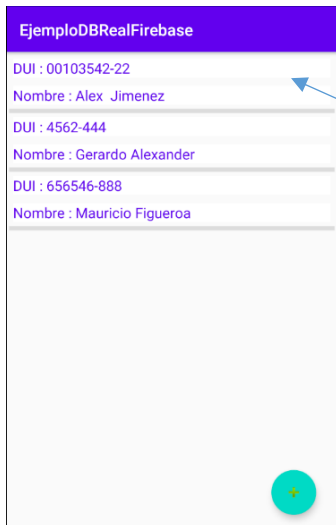 EjemploDBRealFirebase
DUI : 00103542-22
Nombre : Alex  Jimenez
DUI : 4562-444
Nombre : Gerardo Alexander
DUI : 656546-888
Nombre : Mauricio Figueroa
+